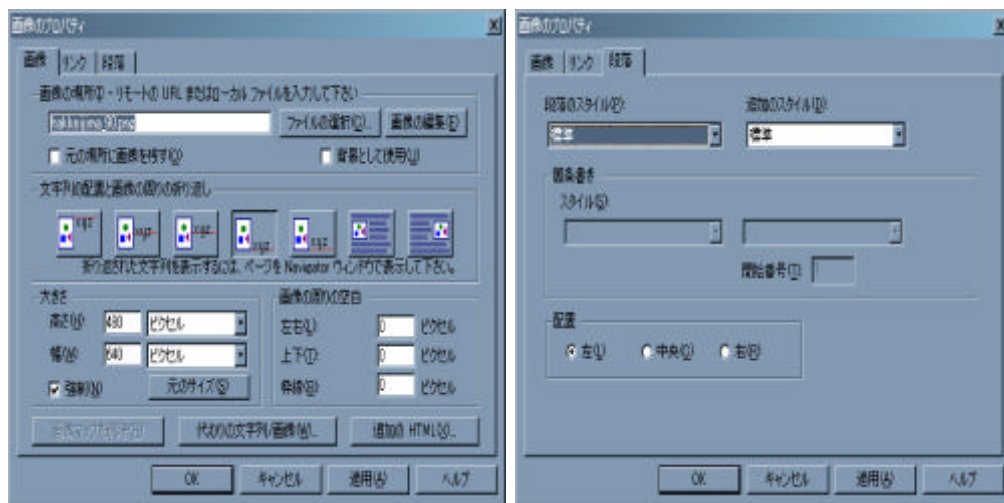 画像のプロパティ
画像 リンク 段落
画像の場所(I) - リモートの URL またはローカル ファイルを入力して下さい
ファイルの選択(C)... 画像の編集(E)
元の場所に画像を残す(O) 背景として使用(U)
文字列の配置と画像の周りの折り返し
折り返された文字列を表示するには、ページを Navigator ウィンドウで表示して下さい。
大きさ
高さ(H): 480 ピクセル
幅(W): 640 ピクセル
強制(N) 元のサイズ(S)
画像の周りの空白
左右(L): 0 ピクセル
上下(T): 0 ピクセル
枠線(B): 0 ピクセル
代わりの文字列/画像(W)... 追加の HTML(X)...
OK キャンセル 適用(A) ヘルプ
画像のプロパティ
画像 リンク 段落
段落のスタイル(P): 追加のスタイル(D):
標準 標準
箇条書き
スタイル(S):
開始番号(T): 1
配置
左(L) 中央(C) 右(R)
OK キャンセル 適用(A) ヘルプ